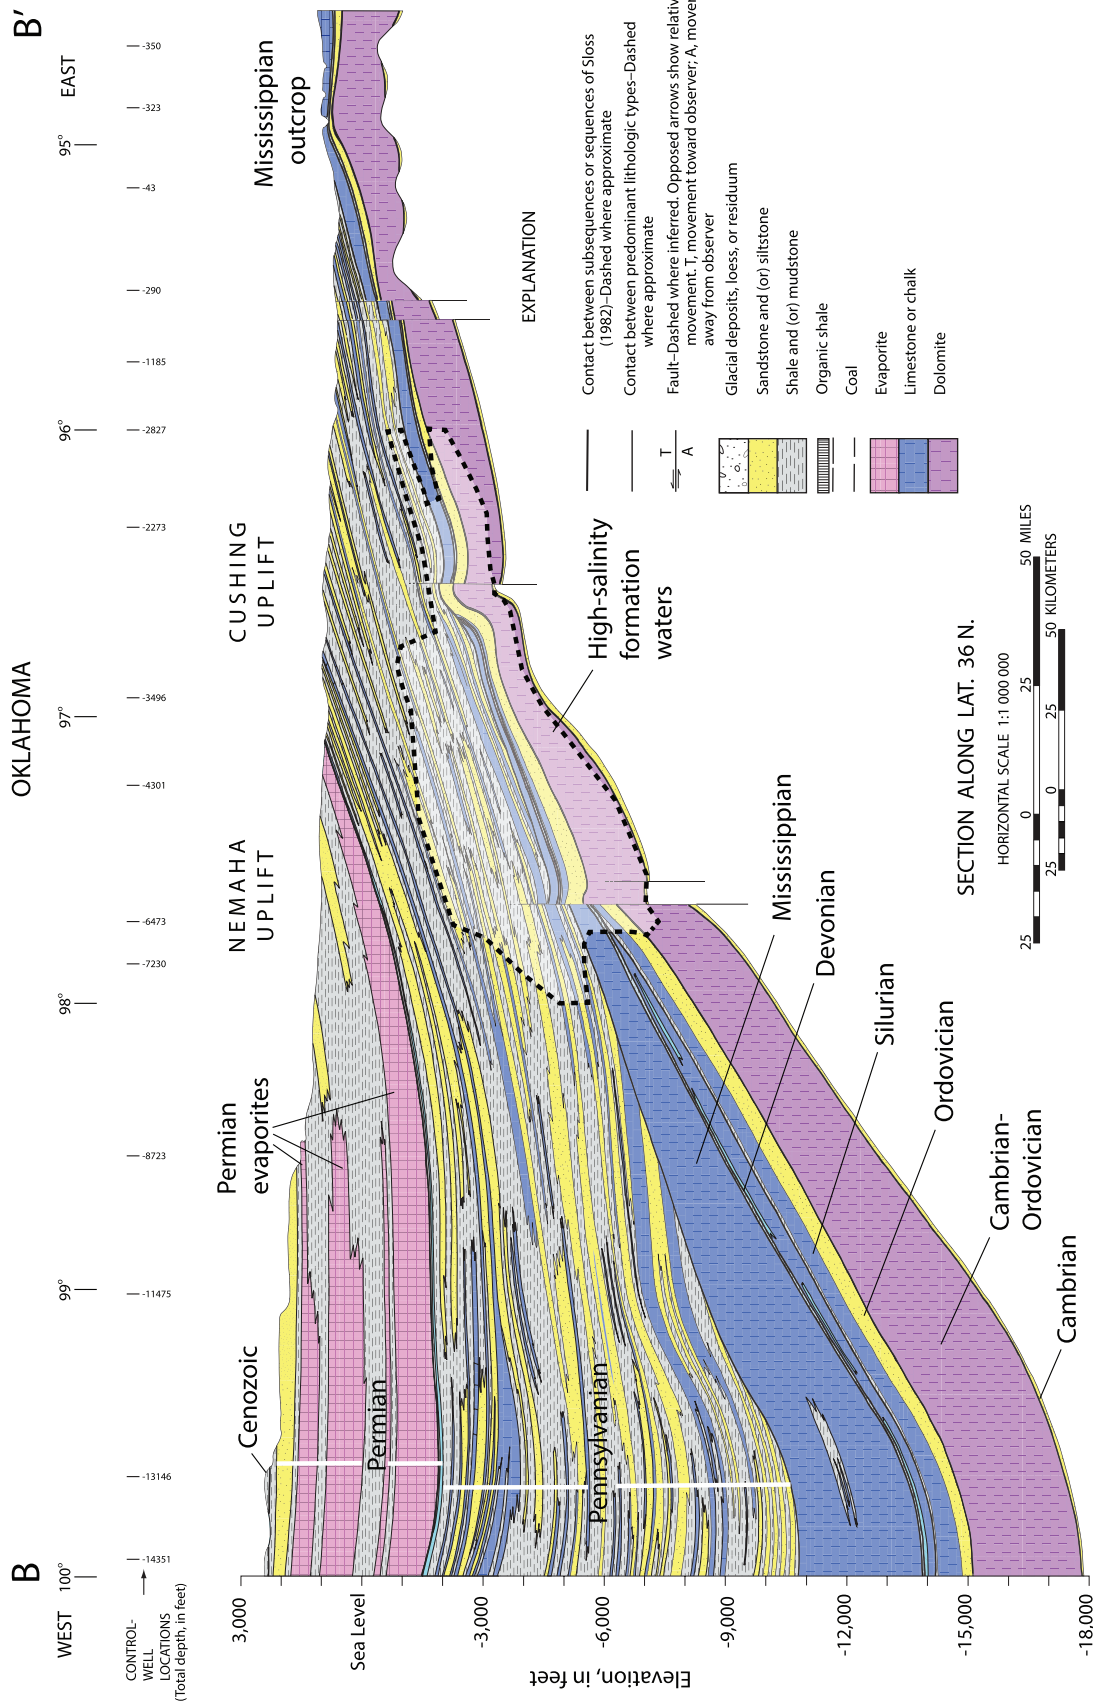 B
B'
OKLAHOMA
WEST
EAST
100°
99°
98°
97°
96°
95°
CONTROL-
WELL
LOCATIONS
(Total depth, in feet)
-14351
-13146
-11475
-8723
-7230
-6473
-4301
-3496
-2273
-2827
-1185
-290
-43
-323
-350
NEMAHA
UPLIFT
CUSHING
UPLIFT
Mississippian
outcrop
Cenozoic
Permian
evaporites
Permian
Pennsylvanian
3,000
Sea Level
-3,000
-6,000
-9,000
-12,000
-15,000
-18,000
Elevation, in feet
High-salinity
formation
waters
Mississippian
Devonian
Silurian
Ordovician
Cambrian-
Ordovician
Cambrian
EXPLANATION
Contact between subsequences or sequences of Sloss
(1982)–Dashed where approximate
Contact between predominant lithologic types–Dashed
where approximate
T
A
Fault–Dashed where inferred. Opposed arrows show
movement. T, movement toward observer; A,
away from observer
Glacial deposits, loess, or residuum
Sandstone and (or) siltstone
Shale and (or) mudstone
Organic shale
Coal
Evaporite
Limestone or chalk
Dolomite
SECTION ALONG LAT. 36 N.
HORIZONTAL SCALE 1:1 000 000
25 0 25 50 MILES
25 0 25 50 KILOMETERS